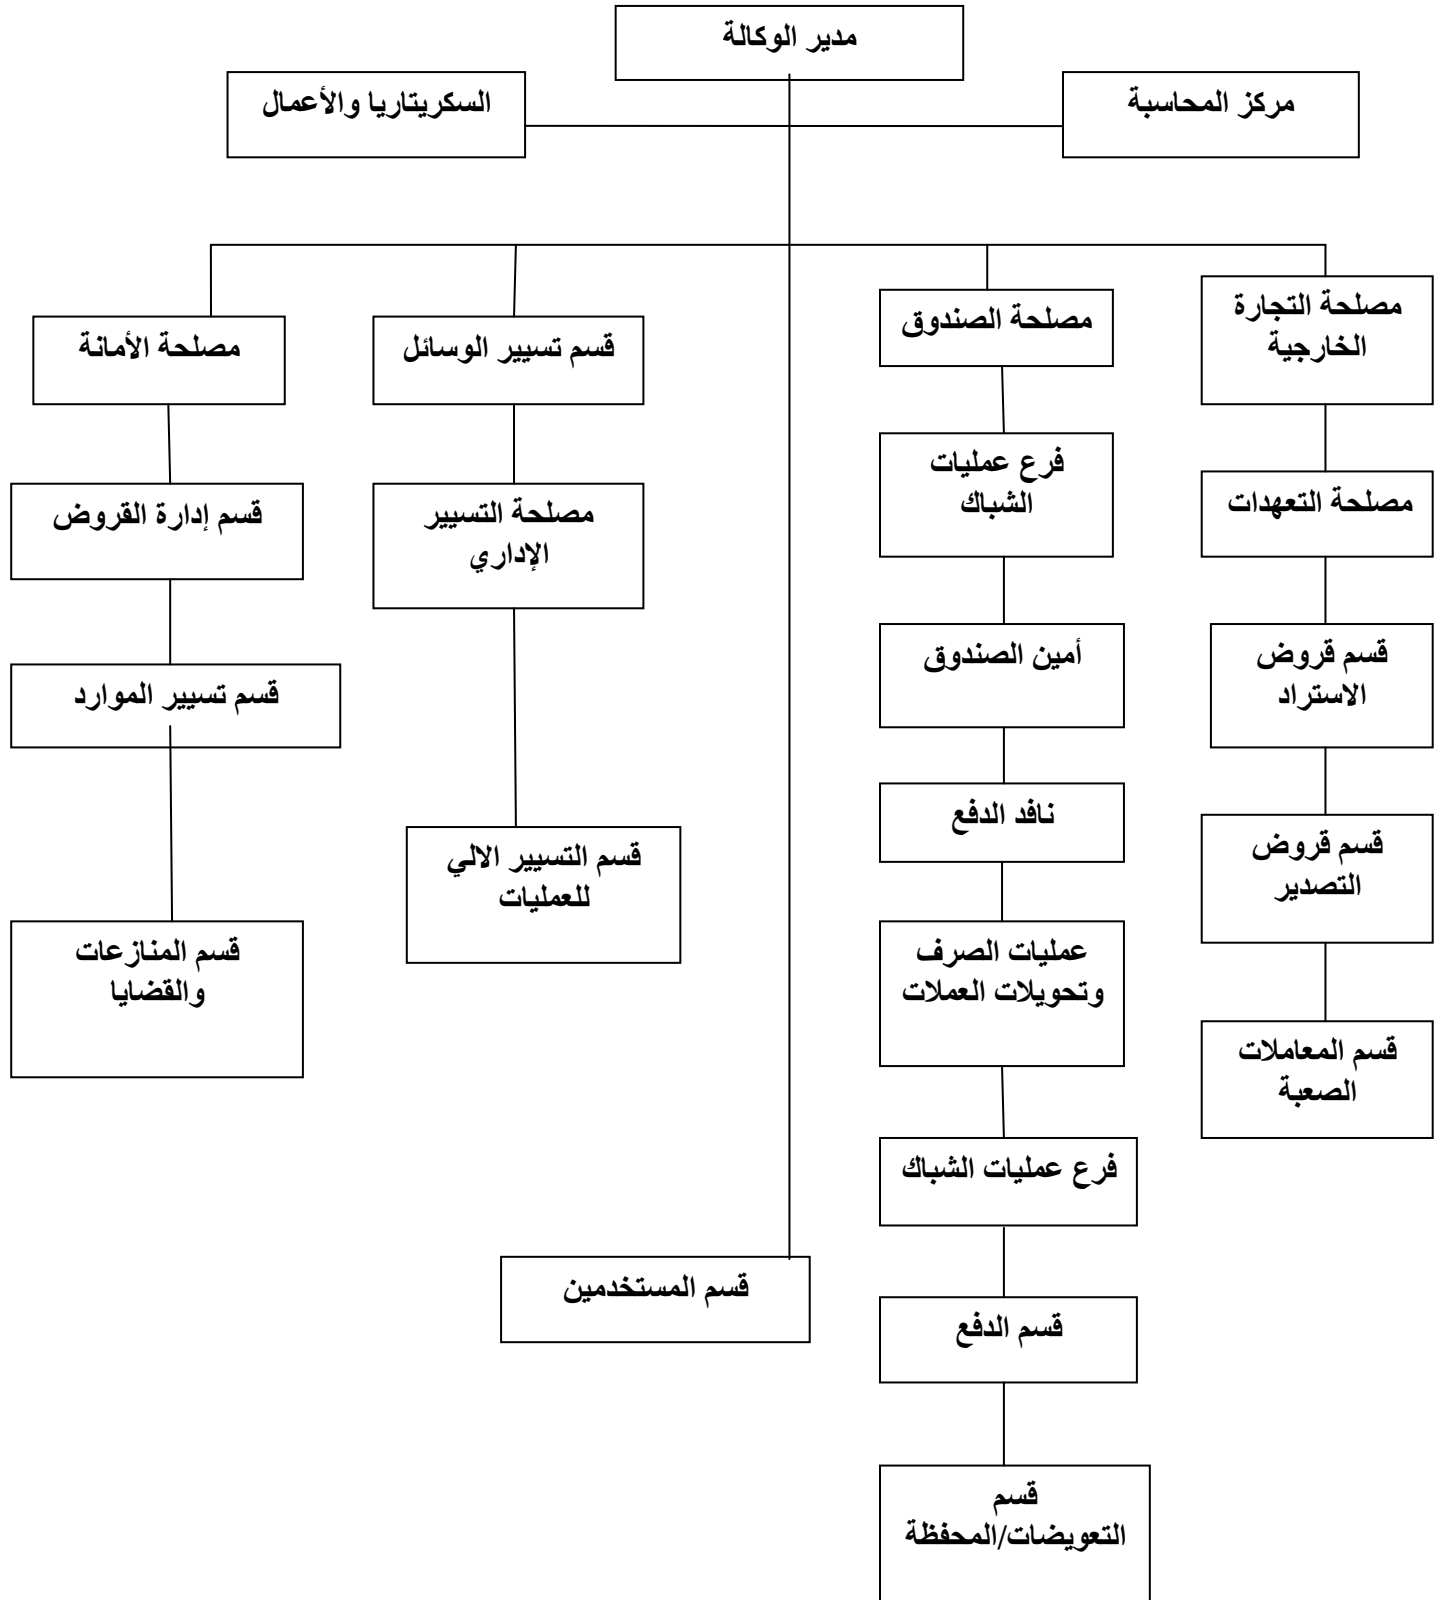 مدير الوكالة
مركز المحاسبة
السكريتاريا والأعمال
مصلحة التجارة
الخارجية
مصلحة التعهدات
قسم قروض
الاستراد
قسم قروض
التصدير
قسم المعاملات
الصعبة
مصلحة الصندوق
فرع عمليات
الشباك
أمين الصندوق
نافد الدفع
عمليات الصرف
وتحويلات العملات
فرع عمليات الشباك
قسم الدفع
قسم
التعويضات/المحفظة
قسم المستخدمين
قسم تسيير الوسائل
مصلحة التسيير
الإداري
قسم التسيير الالي
للعمليات
مصلحة الأمانة
قسم إدارة القروض
قسم تسيير الموارد
قسم المنازعات
والقضايا